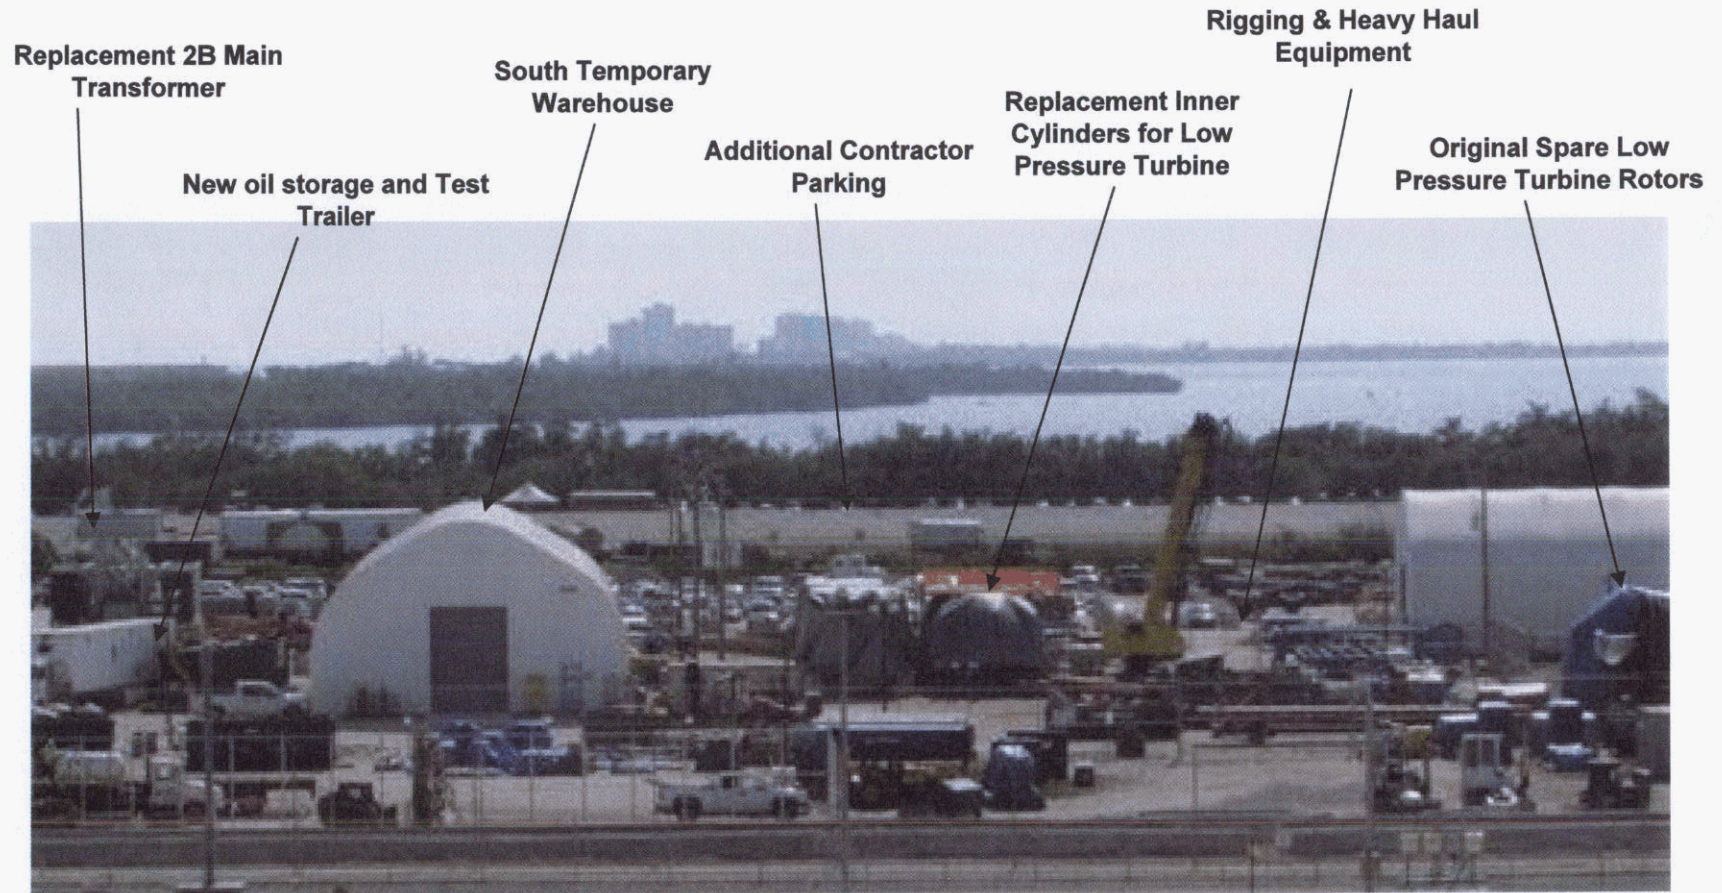 Rigging & Heavy Haul
Equipment
Replacement 2B Main
Transformer
South Temporary
Warehouse
Replacement Inner
Cylinders for Low
Pressure Turbine
Additional Contractor
Parking
Original Spare Low
Pressure Turbine Rotors
New oil storage and Test
Trailer